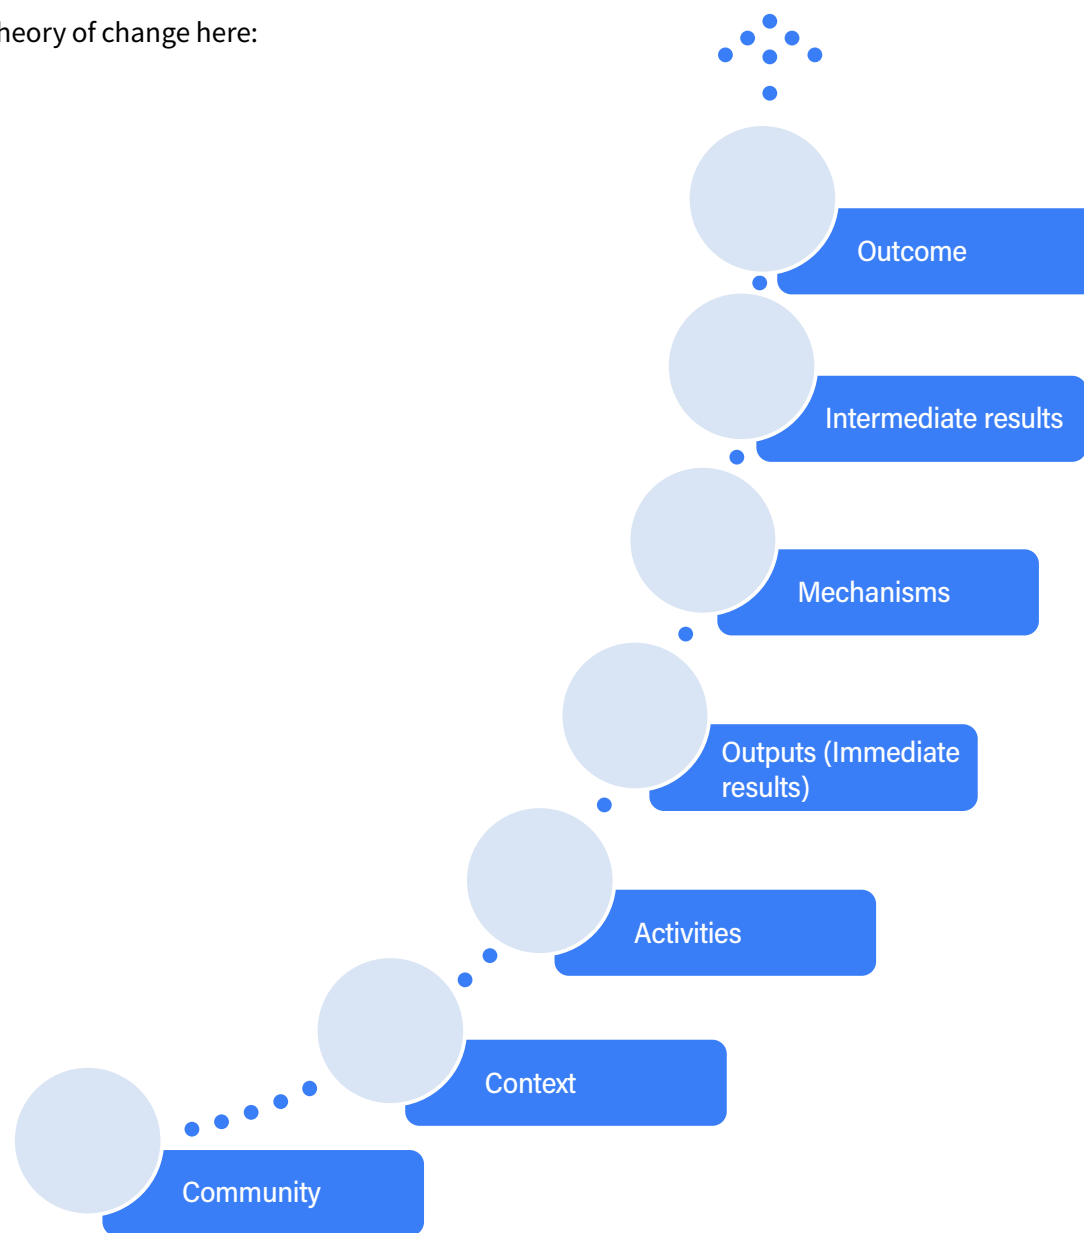 heory of change here:
Outcome
Intermediate results
Mechanisms
Outputs (Immediate
results)
Activities
Context
Community